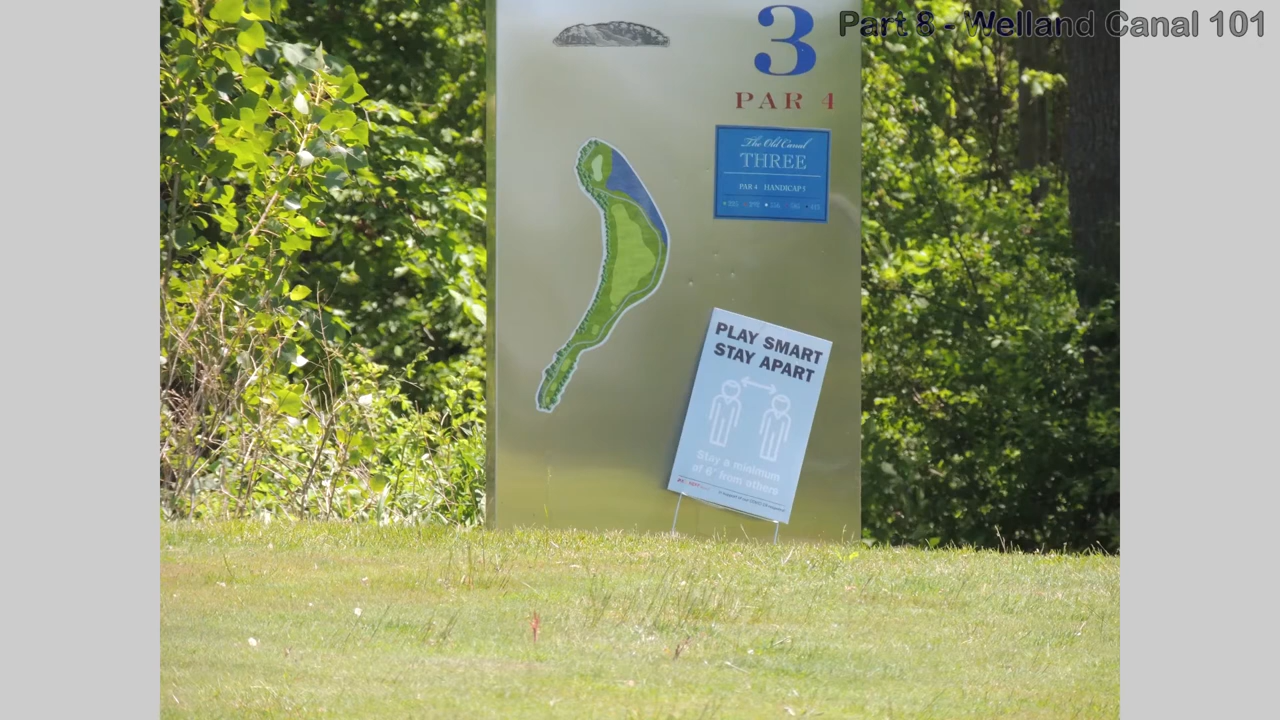 Part 8 - Welland Canal 101
3
PAR 4
The Old Canal
THREE
PAR 4 HANDICAP
PLAY SMART
STAY APART
Stay a minimum
of 6' from others